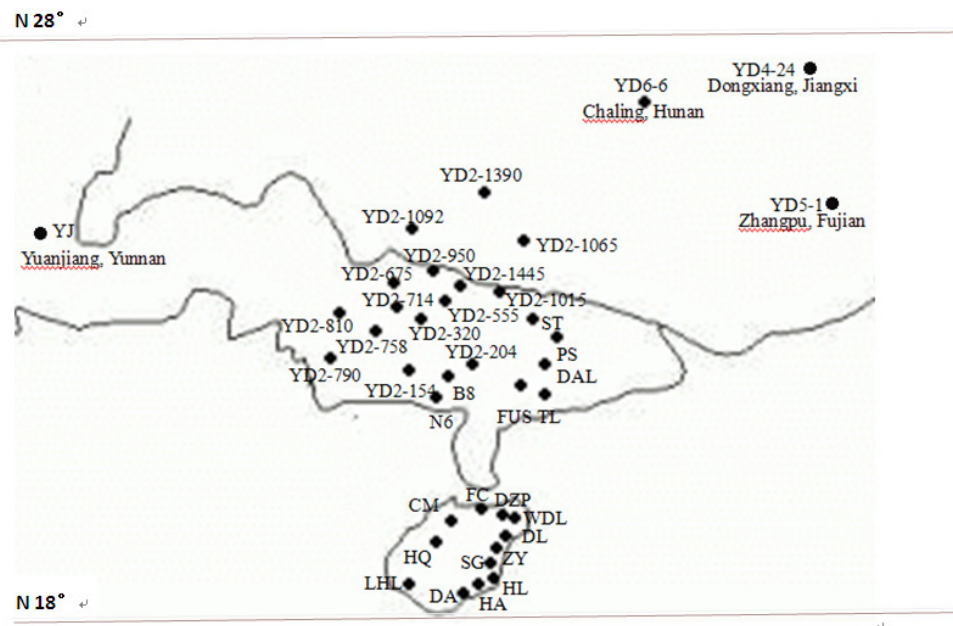 N 28°
YD4-24
Dongxiang, Jiangxi
YD6-6
Chaling, Hunan
YD2-1390
YD5-1
Zhangpu, Fujian
YD2-1092
YJ
Yuanjiang, Yunnan
YD2-1065
YD2-950
YD2-675
YD2-1445
YD2-714
YD2-1015
YD2-555
YD2-810
YD2-320
ST
YD2-758
YD2-204
PS
YD2-790
DAL
YD2-154
B8
N6
FUS TL
FC
DZP
CM
WDL
DL
HQ
SG
ZY
LHL
HL
DA
HA
N 18°